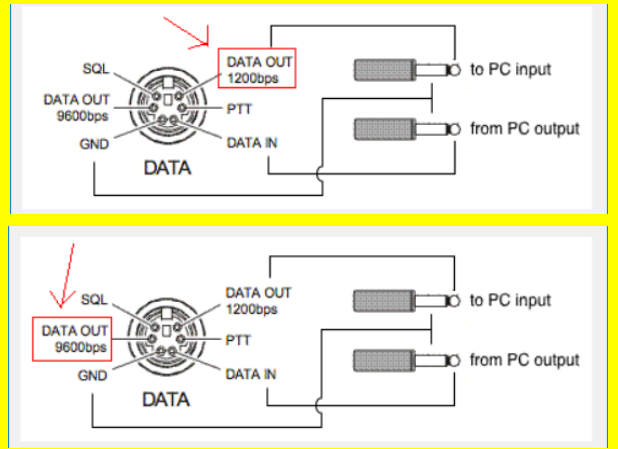 SQL
DATA OUT
1200bps
to PC input
DATA OUT
9600bps
PTT
from PC output
GND
DATA IN
DATA
SQL
DATA OUT
1200bps
to PC input
DATA OUT
9600bps
PTT
from PC output
GND
DATA IN
DATA